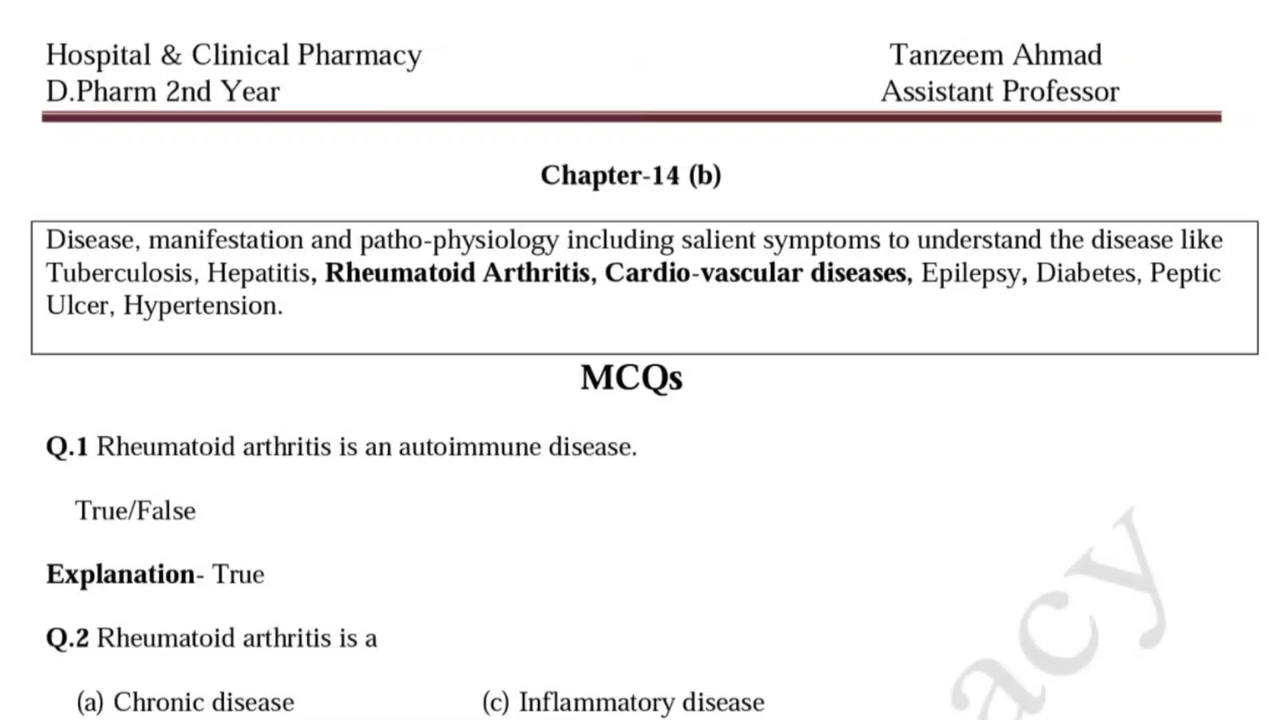 Hospital & Clinical Pharmacy Tanzeem Ahmad
D.Pharm 2nd Year Assistant Professor
Chapter-14 (b)
Disease, manifestation and patho-physiology including salient symptoms to understand the disease like
Tuberculosis, Hepatitis, Rheumatoid Arthritis, Cardio-vascular diseases, Epilepsy, Diabetes, Peptic
Ulcer, Hypertension.
MCQs
Q.1 Rheumatoid arthritis is an autoimmune disease.
True/False
Explanation- True
Q.2 Rheumatoid arthritis is a
(a) Chronic disease (c) Inflammatory disease
acy